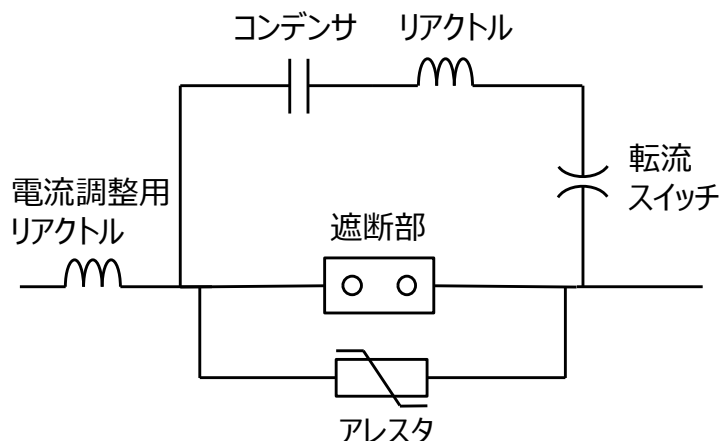 コンデンサ
リアクトル
転流
スイッチ
電流調整用
リアクトル
遮断部
アレスタ